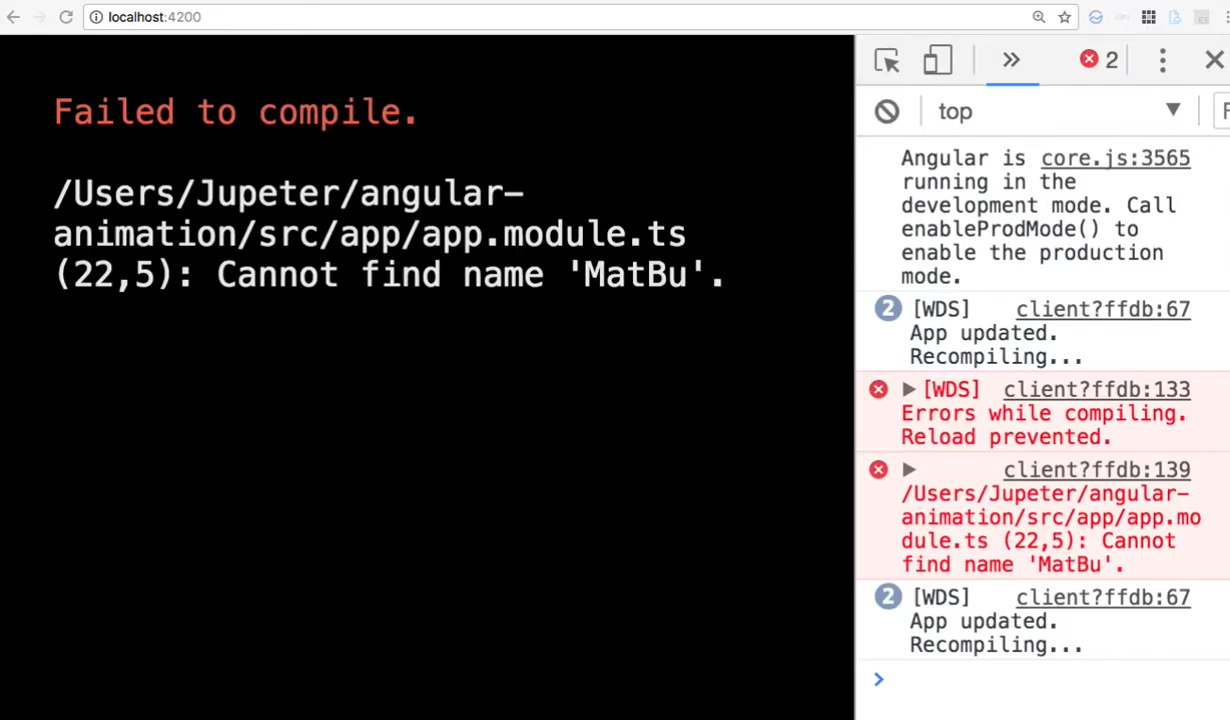 localhost:4200
2
top
Failed to compile.
/Users/Jupeter/angular-
animation/src/app/app.module.ts
(22,5): Cannot find name 'MatBu'.
Angular is core.js:3565
running in the
development mode. Call
enableProdMode() to
enable the production
mode.
2 [WDS] client?ffdb:67
App updated.
Recompiling...
[WDS] client?ffdb:133
Errors while compiling.
Reload prevented.
client?ffdb:139
/Users/Jupeter/angular-
animation/src/app/app.mo
dule.ts (22,5): Cannot
find name 'MatBu'.
2 [WDS] client?ffdb:67
App updated.
Recompiling...